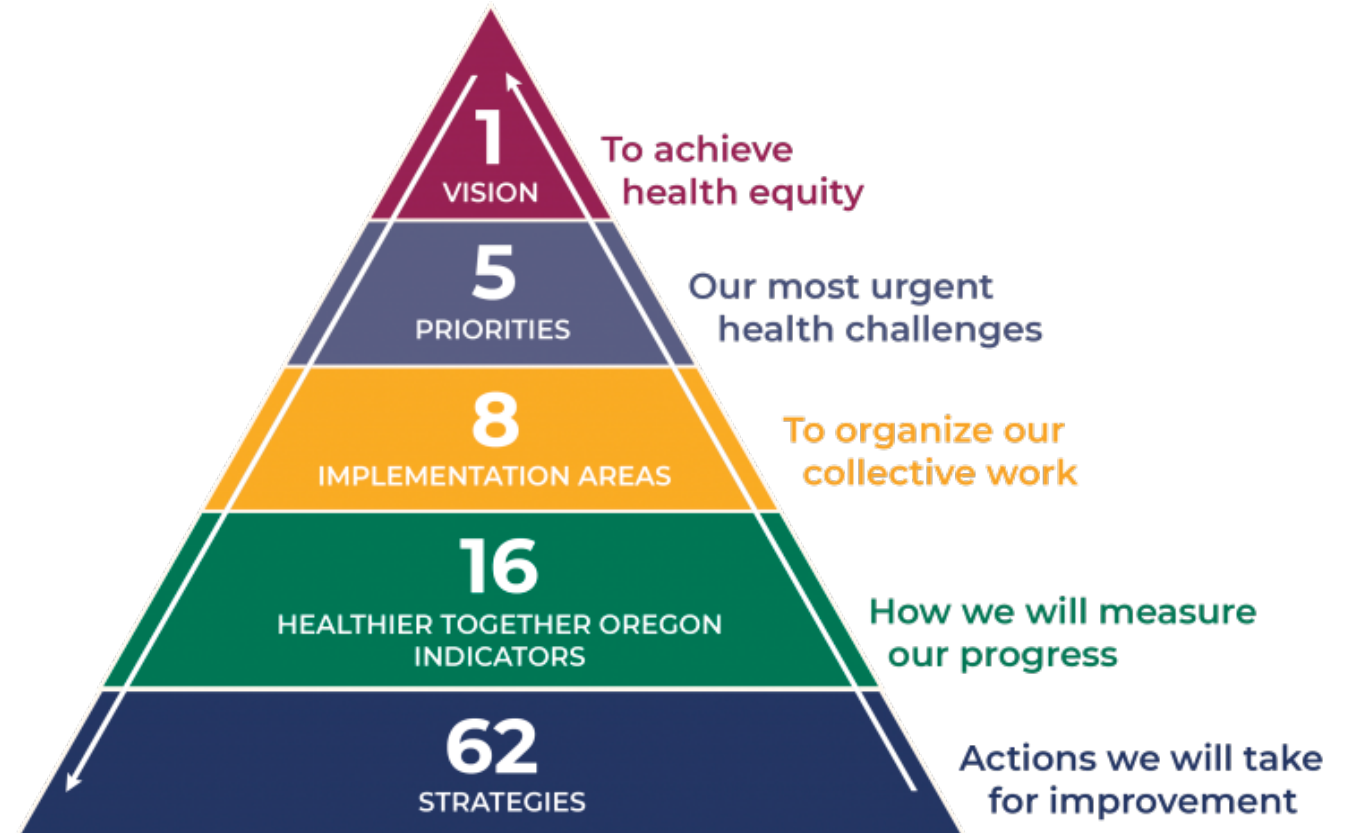 1
VISION
To achieve
health equity
5
PRIORITIES
Our most urgent
health challenges
8
IMPLEMENTATION AREAS
To organize our
collective work
16
HEALTHIER TOGETHER OREGON
INDICATORS
How we will measure
our progress
62
STRATEGIES
Actions we will take
for improvement